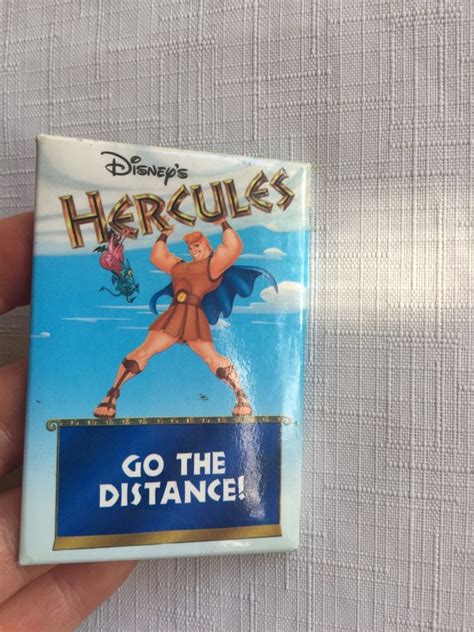 Disney's
HERCULES
GO THE
DISTANCE!